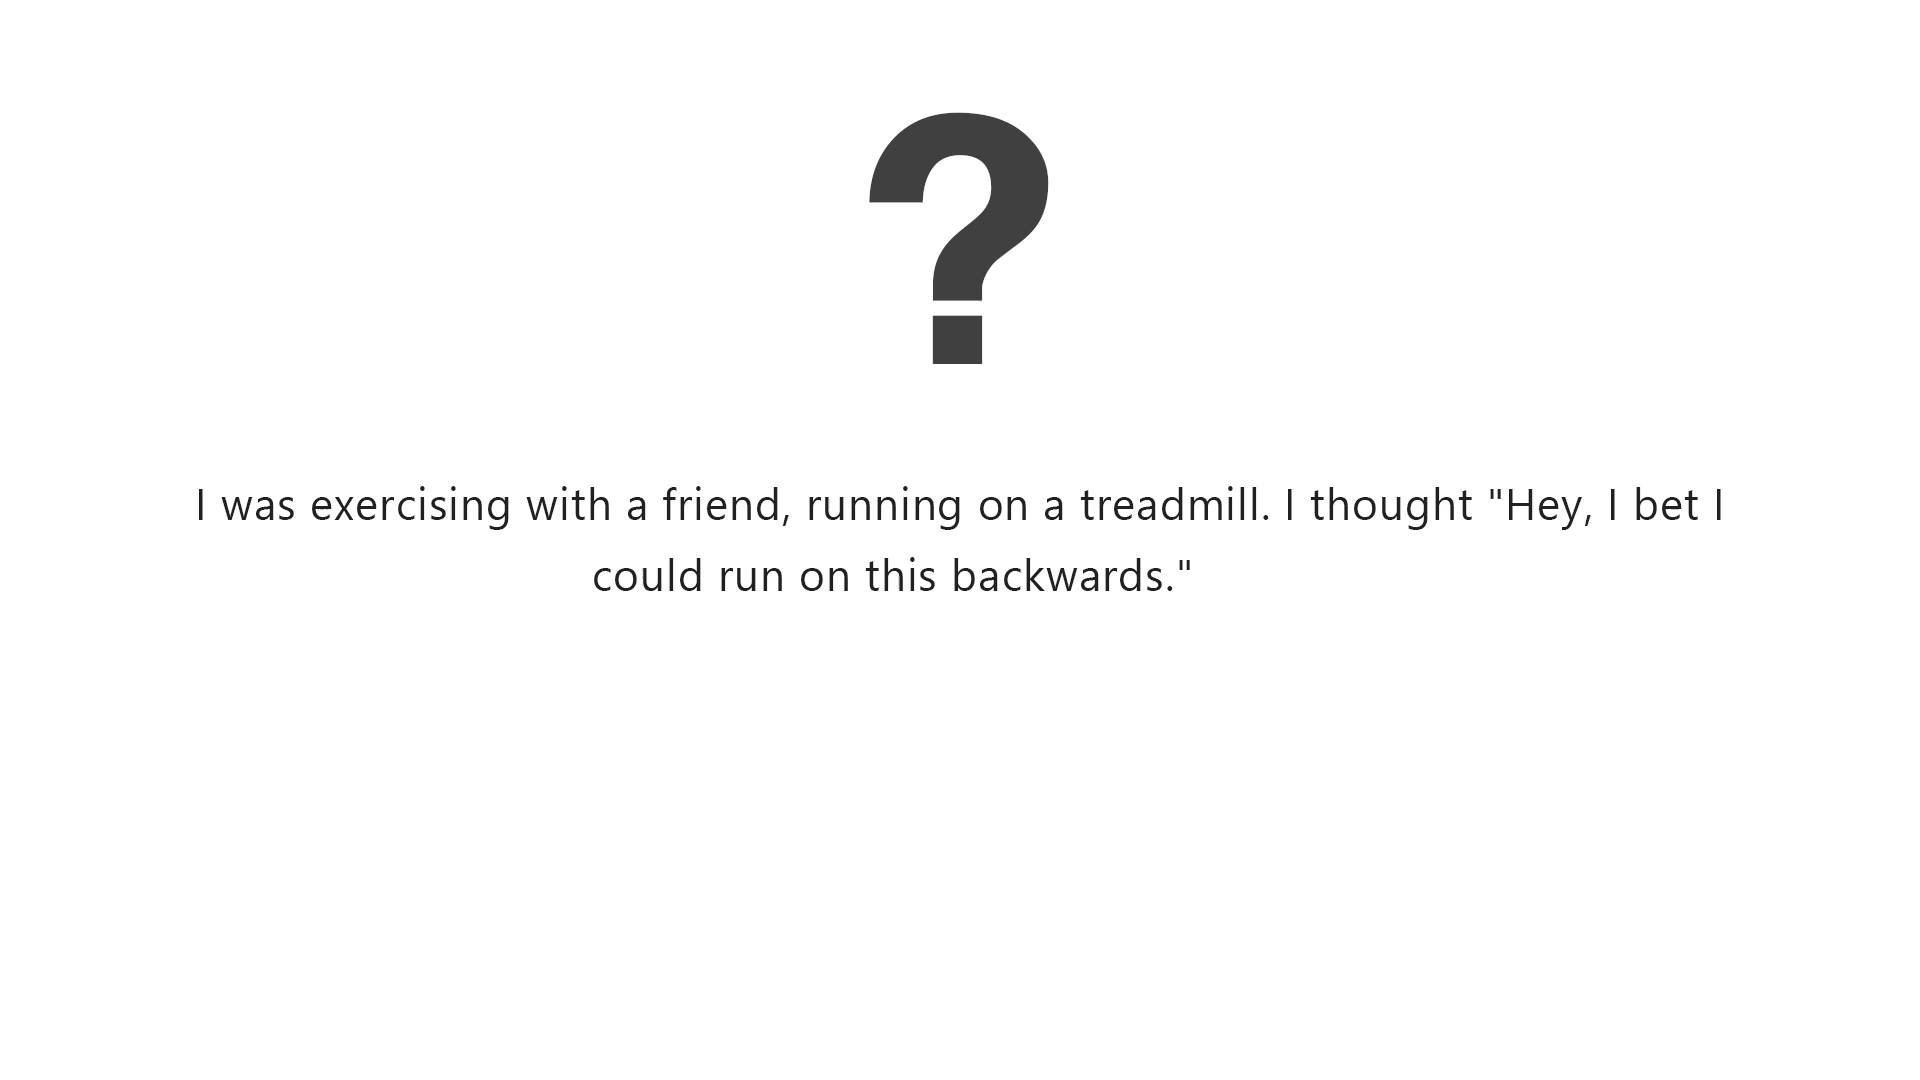 ?
I was exercising with a friend, running on a treadmill. I thought "Hey, I bet I
could run on this backwards."